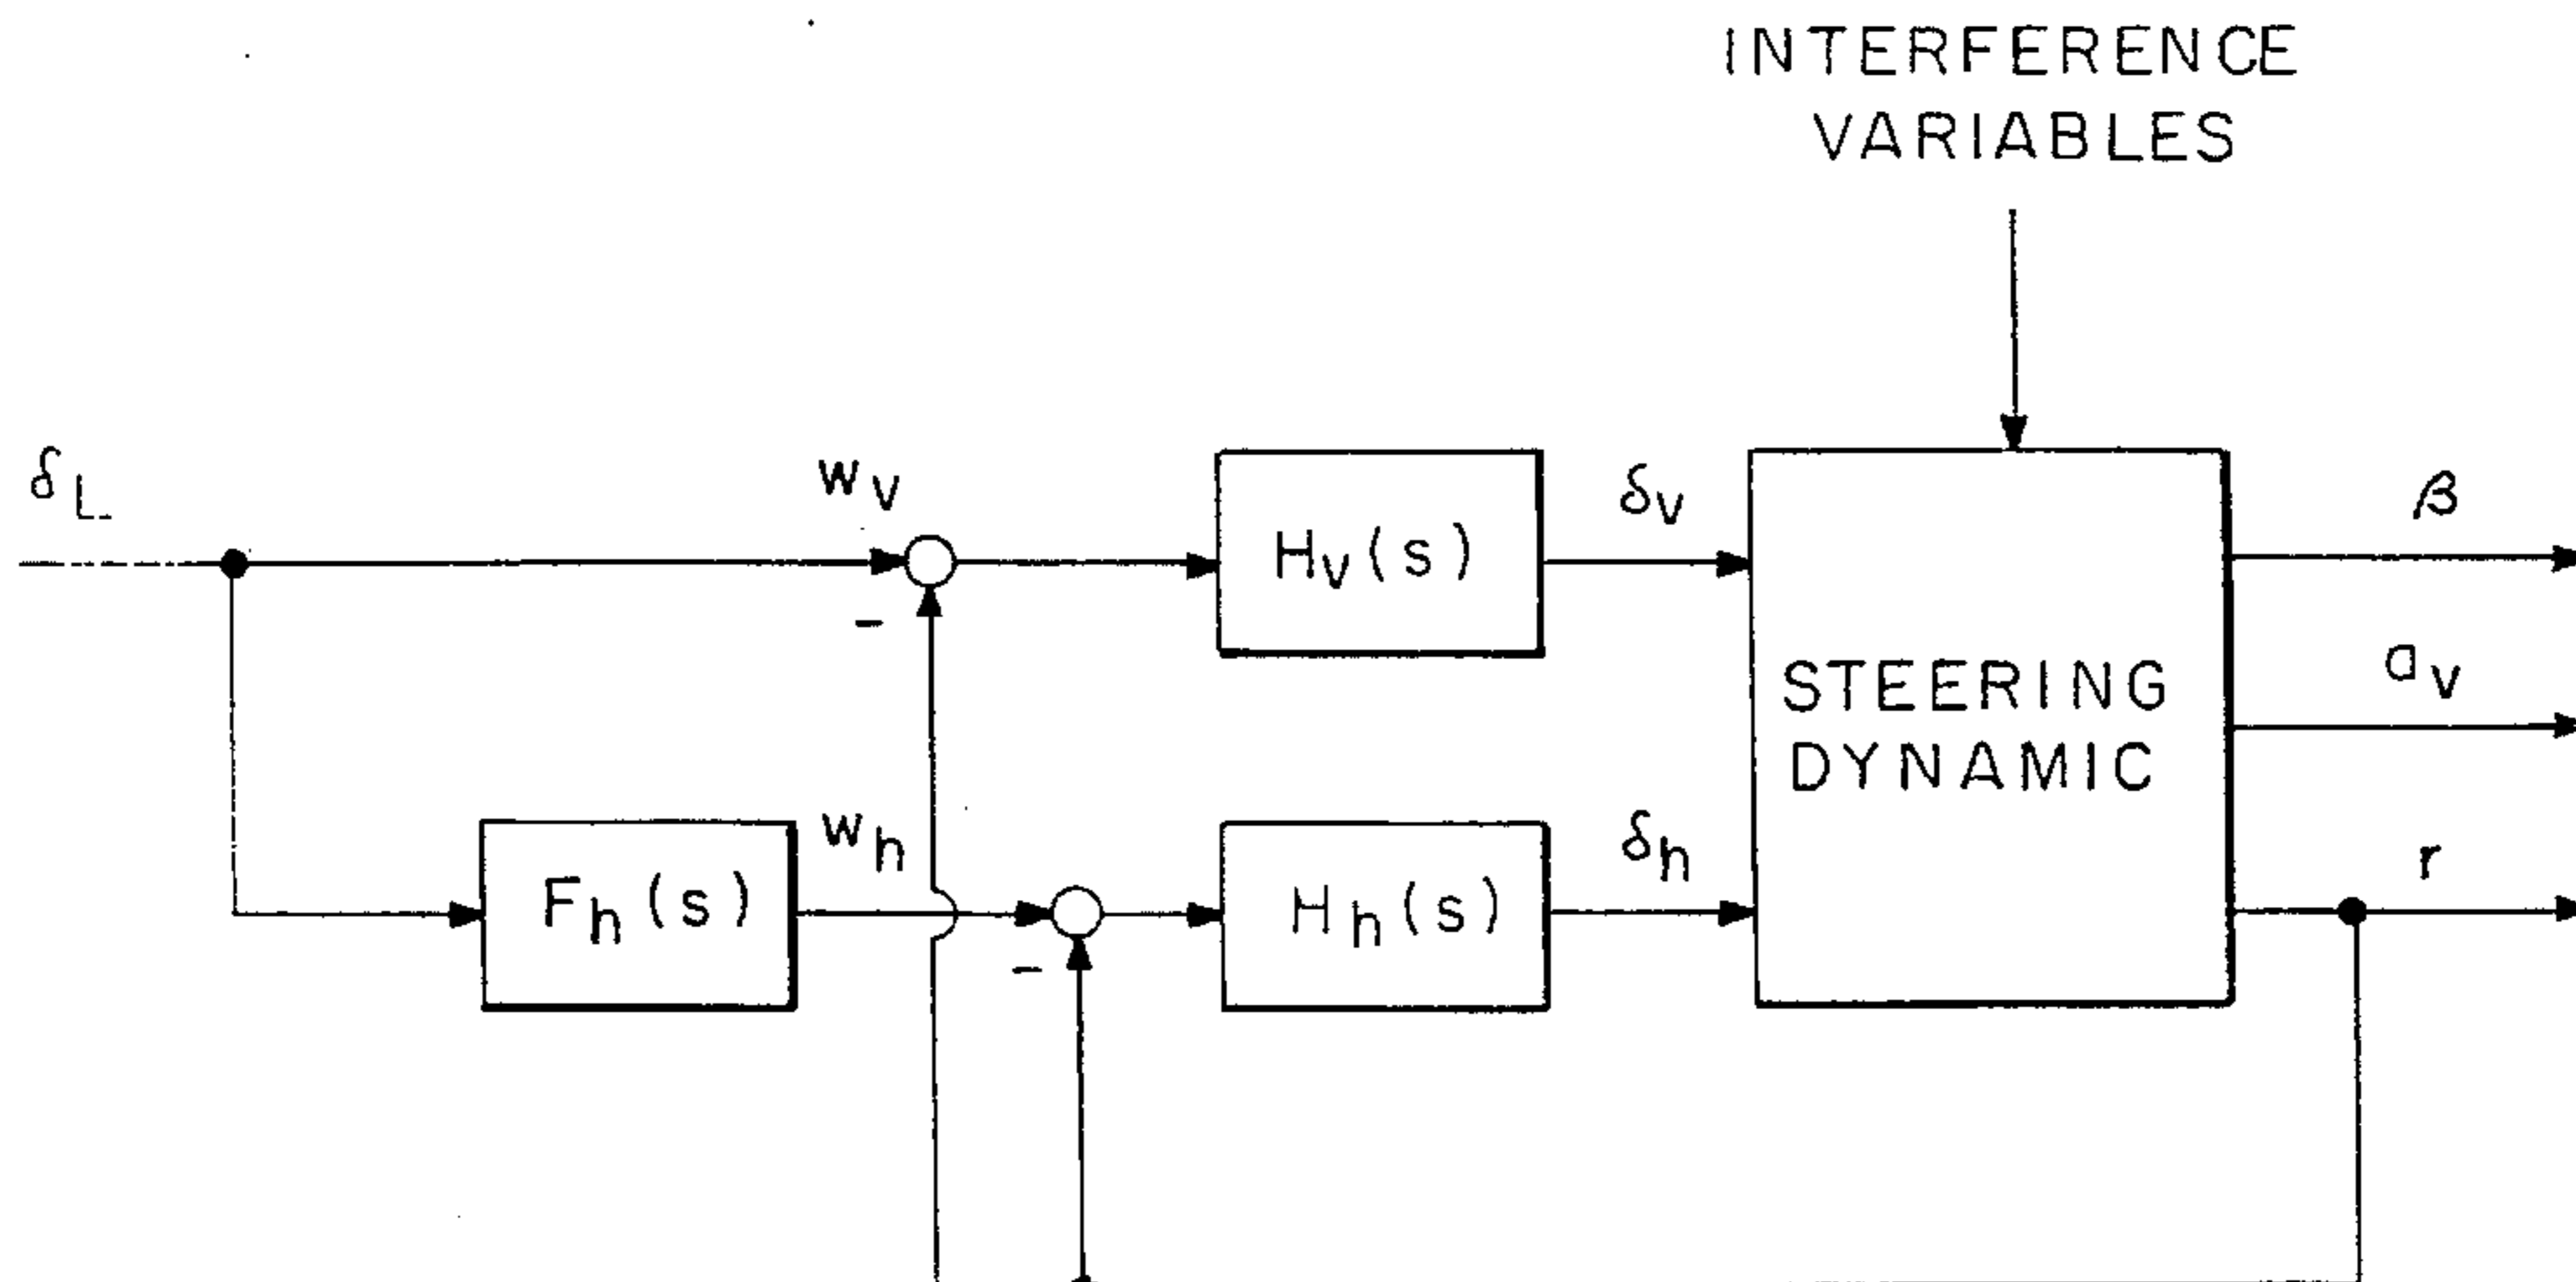 INTERFERENCE
VARIABLES
δL
wv
Hv(s)
δv
β
av
STEERING
DYNAMIC
Fh(s)
wh
Hh(s)
δh
r
-
-